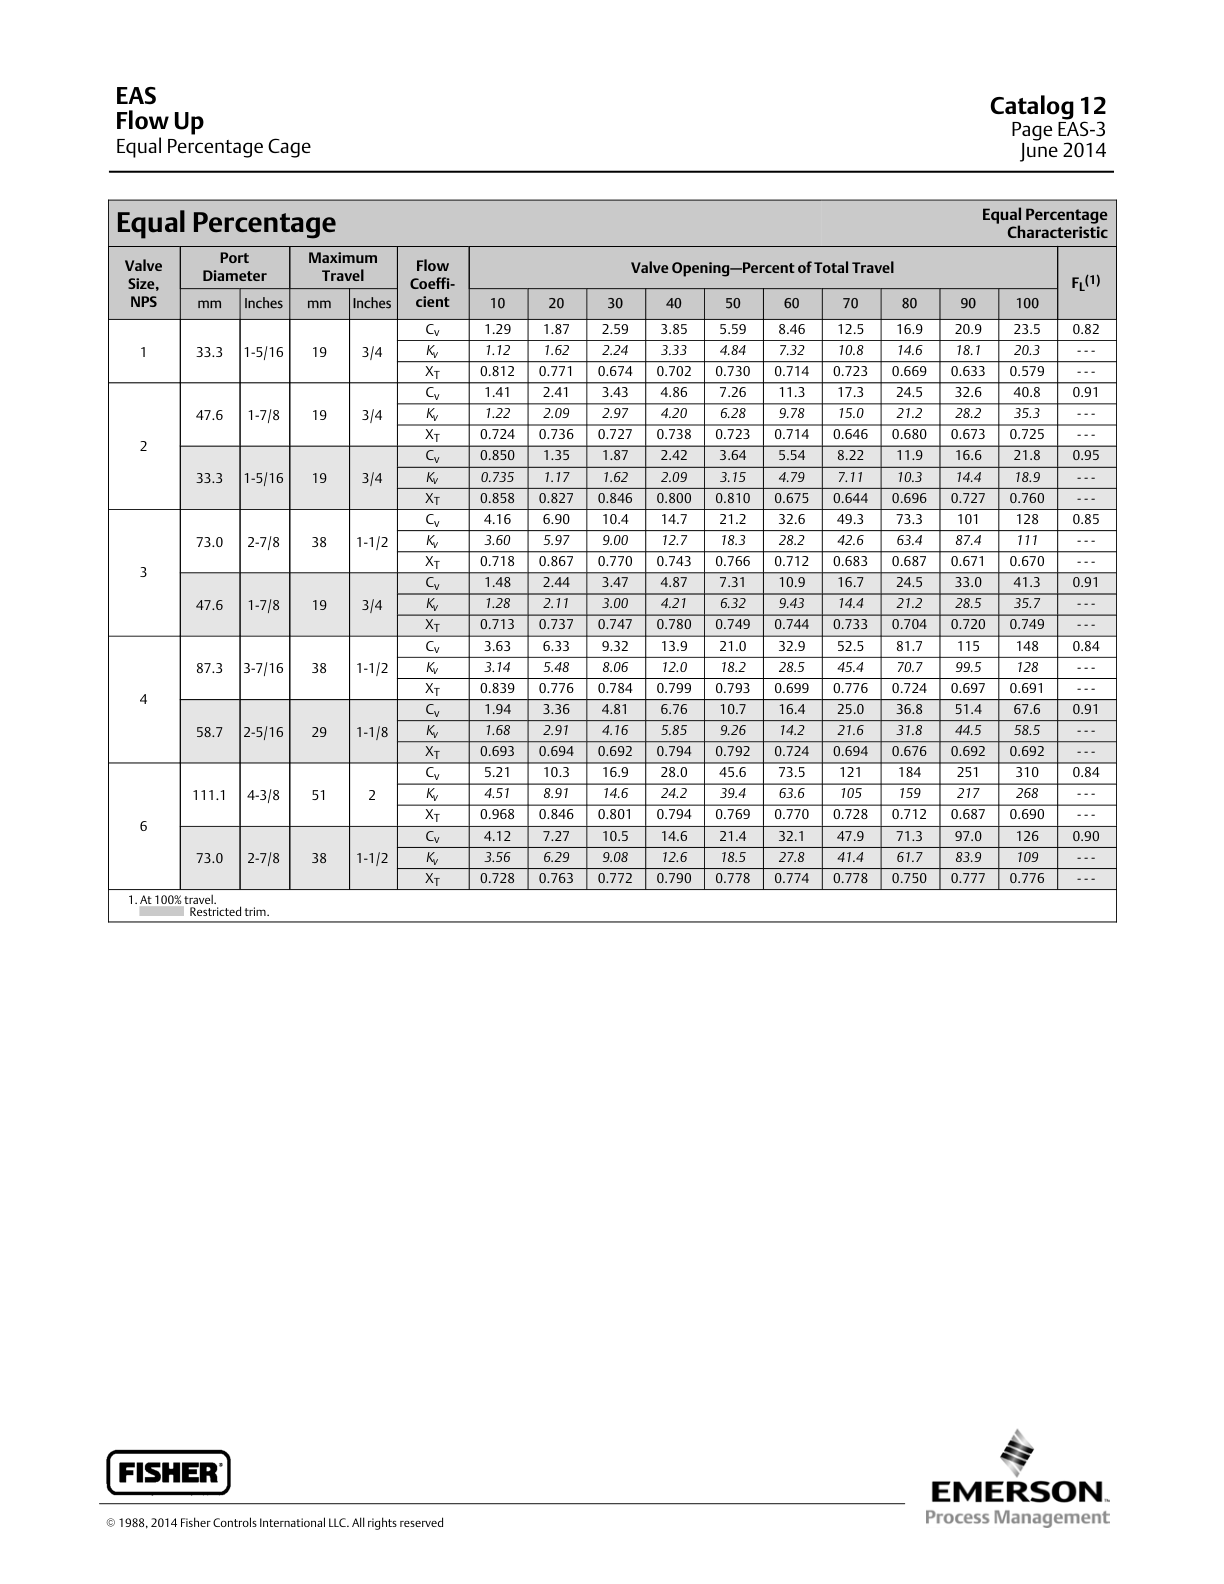 EAS
Flow Up
Equal Percentage Cage
Catalog 12
Page EAS-3
June 2014
Equal Percentage
Equal Percentage
Characteristic
Valve Size, NPS
Port Diameter
Maximum Travel
Flow Coeffi-cient
Valve Opening—Percent of Total Travel
FL(1)
mm Inches mm Inches 10 20 30 40 50 60 70 80 90 100
1 33.3 1-5/16 19 3/4
Cv 1.29 1.87 2.59 3.85 5.59 8.46 12.5 16.9 20.9 23.5 0.82
Kv 1.12 1.62 2.24 3.33 4.84 7.32 10.8 14.6 18.1 20.3 - - -
XT 0.812 0.771 0.674 0.702 0.730 0.714 0.723 0.669 0.633 0.579 - - -
2 47.6 1-7/8 19 3/4
Cv 1.41 2.41 3.43 4.86 7.26 11.3 17.3 24.5 32.6 40.8 0.91
Kv 1.22 2.09 2.97 4.20 6.28 9.78 15.0 21.2 28.2 35.3 - - -
XT 0.724 0.736 0.727 0.738 0.723 0.714 0.646 0.680 0.673 0.725 - - -
33.3 1-5/16 19 3/4
Cv 0.850 1.35 1.87 2.42 3.64 5.54 8.22 11.9 16.6 21.8 0.95
Kv 0.735 1.17 1.62 2.09 3.15 4.79 7.11 10.3 14.4 18.9 - - -
XT 0.858 0.827 0.846 0.800 0.810 0.675 0.644 0.696 0.727 0.760 - - -
3 73.0 2-7/8 38 1-1/2
Cv 4.16 6.90 10.4 14.7 21.2 32.6 49.3 73.3 101 128 0.85
Kv 3.60 5.97 9.00 12.7 18.3 28.2 42.6 63.4 87.4 111 - - -
XT 0.718 0.867 0.770 0.743 0.766 0.712 0.683 0.687 0.671 0.670 - - -
47.6 1-7/8 19 3/4
Cv 1.48 2.44 3.47 4.87 7.31 10.9 16.7 24.5 33.0 41.3 0.91
Kv 1.28 2.11 3.00 4.21 6.32 9.43 14.4 21.2 28.5 35.7 - - -
XT 0.713 0.737 0.747 0.780 0.749 0.744 0.733 0.704 0.720 0.749 - - -
4 87.3 3-7/16 38 1-1/2
Cv 3.63 6.33 9.32 13.9 21.0 32.9 52.5 81.7 115 148 0.84
Kv 3.14 5.48 8.06 12.0 18.2 28.5 45.4 70.7 99.5 128 - - -
XT 0.839 0.776 0.784 0.799 0.793 0.699 0.776 0.724 0.697 0.691 - - -
58.7 2-5/16 29 1-1/8
Cv 1.94 3.36 4.81 6.76 10.7 16.4 25.0 36.8 51.4 67.6 0.91
Kv 1.68 2.91 4.16 5.85 9.26 14.2 21.6 31.8 44.5 58.5 - - -
XT 0.693 0.694 0.692 0.794 0.792 0.724 0.694 0.676 0.692 0.692 - - -
6 111.1 4-3/8 51 2
Cv 5.21 10.3 16.9 28.0 45.6 73.5 121 184 251 310 0.84
Kv 4.51 8.91 14.6 24.2 39.4 63.6 105 159 217 268 - - -
XT 0.968 0.846 0.801 0.794 0.769 0.770 0.728 0.712 0.687 0.690 - - -
73.0 2-7/8 38 1-1/2
Cv 4.12 7.27 10.5 14.6 21.4 32.1 47.9 71.3 97.0 126 0.90
Kv 3.56 6.29 9.08 12.6 18.5 27.8 41.4 61.7 83.9 109 - - -
XT 0.728 0.763 0.772 0.790 0.778 0.774 0.778 0.750 0.777 0.776 - - -
1. At 100% travel.
Restricted trim.
FISHER
EMERSON™
Process Management
© 1988, 2014 Fisher Controls International LLC. All rights reserved